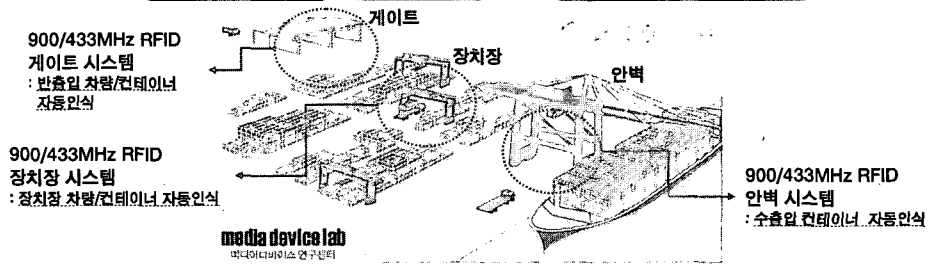 게이트
900/433MHz RFID
게이트 시스템
: 반출입 차량/컨테이너
자동인식
장치장
안벽
900/433MHz RFID
장치장 시스템
: 장치장 차량/컨테이너 자동인식
900/433MHz RFID
안벽 시스템
: 수출입 컨테이너 자동인식
media device lab
미디어디바이스 연구센터